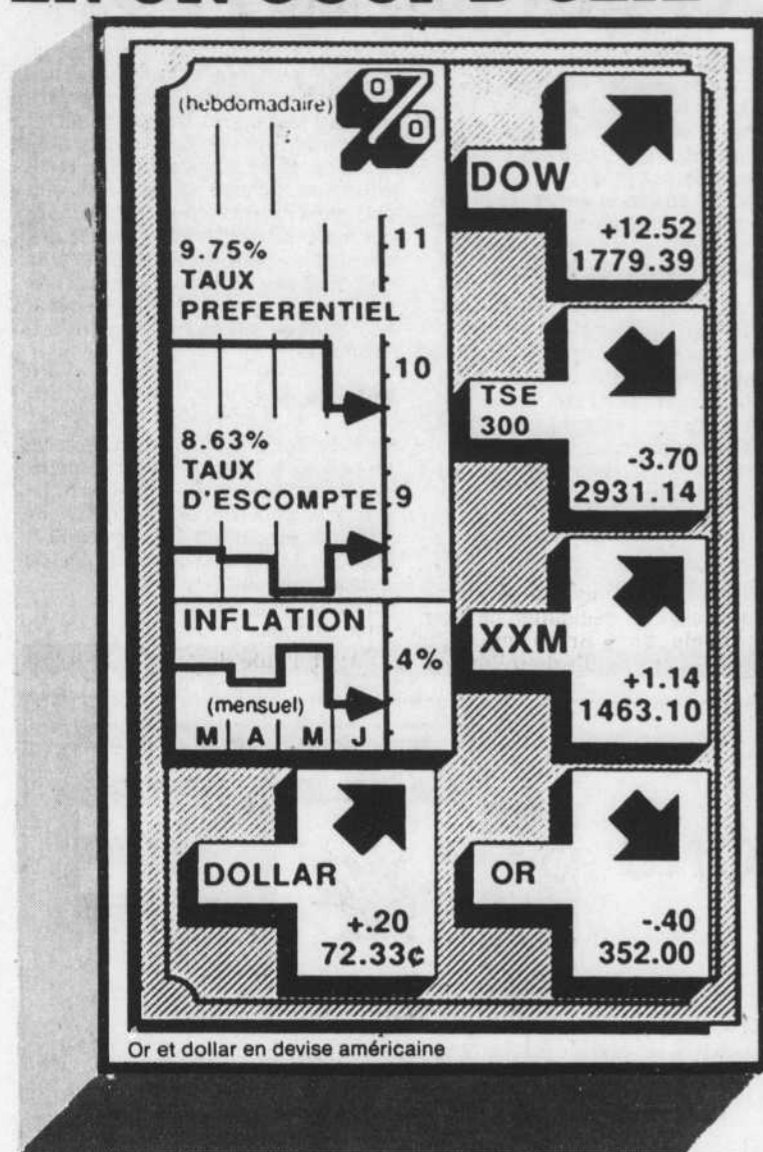 (hebdomadaire) %
9.75%
TAUX
PREFERENTIEL
11
10
8.63%
TAUX
D'ESCOMPTE
9
INFLATION
4%
(mensuel)
M A M J
DOW
+12.52
1779.39
TSE
300
-3.70
2931.14
XXM
+1.14
1463.10
DOLLAR
+.20
72.33¢
OR
-.40
352.00
Or et dollar en devise américaine